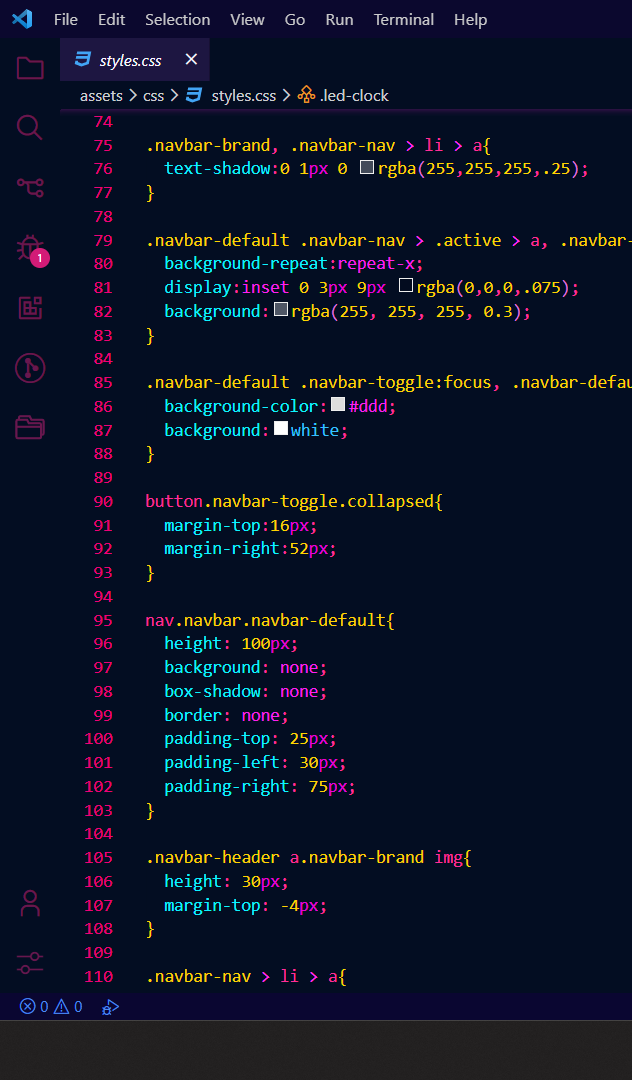 File Edit Selection View Go Run Terminal Help
styles.css
assets > css > styles.css > .led-clock
74
75 .navbar-brand, .navbar-nav > li > a{
76 text-shadow:0 1px 0 rgba(255,255,255,.25);
77 }
78
79 .navbar-default .navbar-nav > .active > a, .navbar-
80 background-repeat:repeat-x;
81 display:inset 0 3px 9px rgba(0,0,0,.075);
82 background:rgba(255, 255, 255, 0.3);
83 }
84
85 .navbar-default .navbar-toggle:focus, .navbar-defau
86 background-color:#ddd;
87 background:white;
88 }
89
90 button.navbar-toggle.collapsed{
91 margin-top:16px;
92 margin-right:52px;
93 }
94
95 nav.navbar.navbar-default{
96 height: 100px;
97 background: none;
98 box-shadow: none;
99 border: none;
100 padding-top: 25px;
101 padding-left: 30px;
102 padding-right: 75px;
103 }
104
105 .navbar-header a.navbar-brand img{
106 height: 30px;
107 margin-top: -4px;
108 }
109
110 .navbar-nav > li > a{
1
0 0